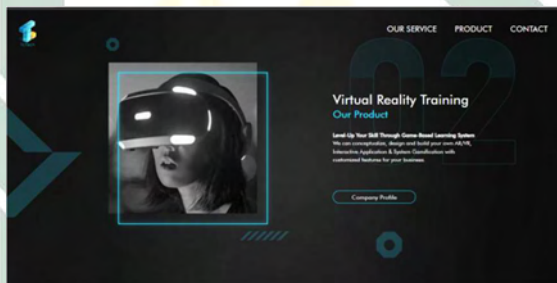 OUR SERVICE PRODUCT CONTACT
02
Virtual Reality Training
Our Product
Level-Up Your Skill Through Game-Based Learning System
We can conceptualize, design and build your own AR/VR,
Interactive Application & System Gamification with
customized features for your business.
Company Profile